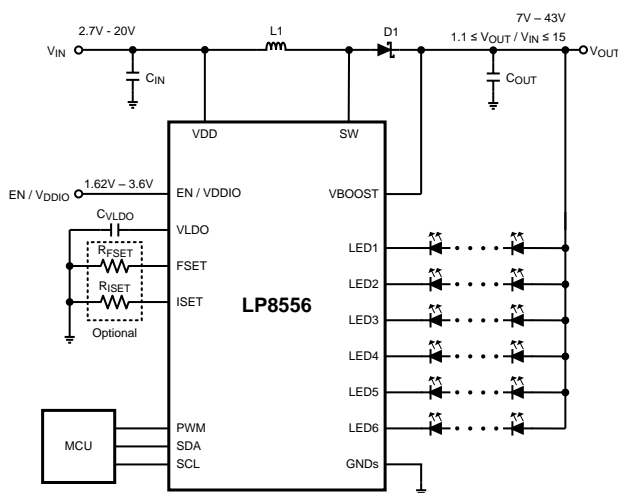 L1
D1
7V – 43V
2.7V - 20V
1.1 ≤ VOUT / VIN ≤ 15
VIN
VOUT
CIN
COUT
VDD
SW
1.62V – 3.6V
EN / VDDIO
EN / VDDIO
VBOOST
CVLDO
VLDO
RFSET
FSET
RISET
ISET
Optional
LP8556
LED1
LED2
LED3
LED4
LED5
LED6
MCU
PWM
SDA
SCL
GNDs